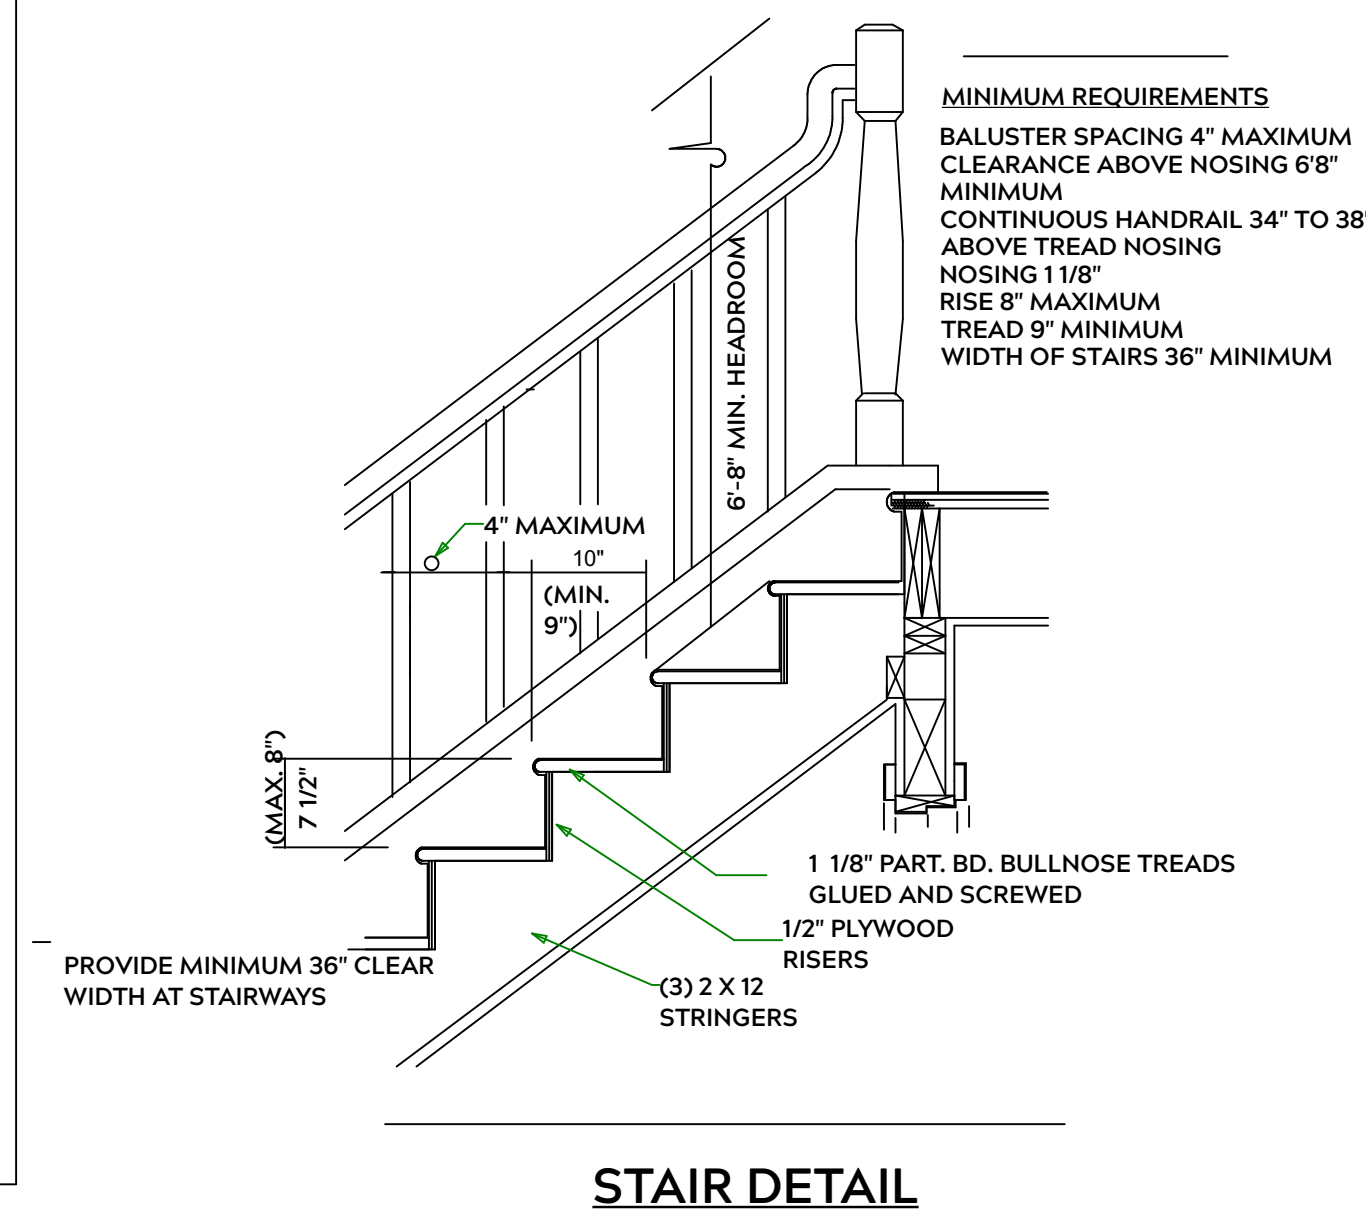 MINIMUM REQUIREMENTS
BALUSTER SPACING 4" MAXIMUM
CLEARANCE ABOVE NOSING 6'8"
MINIMUM
CONTINUOUS HANDRAIL 34" TO 38"
ABOVE TREAD NOSING
NOSING 1 1/8"
RISE 8" MAXIMUM
TREAD 9" MINIMUM
WIDTH OF STAIRS 36" MINIMUM
6'-8" MIN. HEADROOM
4" MAXIMUM
10"
(MIN.
9")
(MAX. 8")
7 1/2"
1 1/8" PART. BD. BULLNOSE TREADS
GLUED AND SCREWED
1/2" PLYWOOD
RISERS
(3) 2 X 12
STRINGERS
PROVIDE MINIMUM 36" CLEAR
WIDTH AT STAIRWAYS
STAIR DETAIL